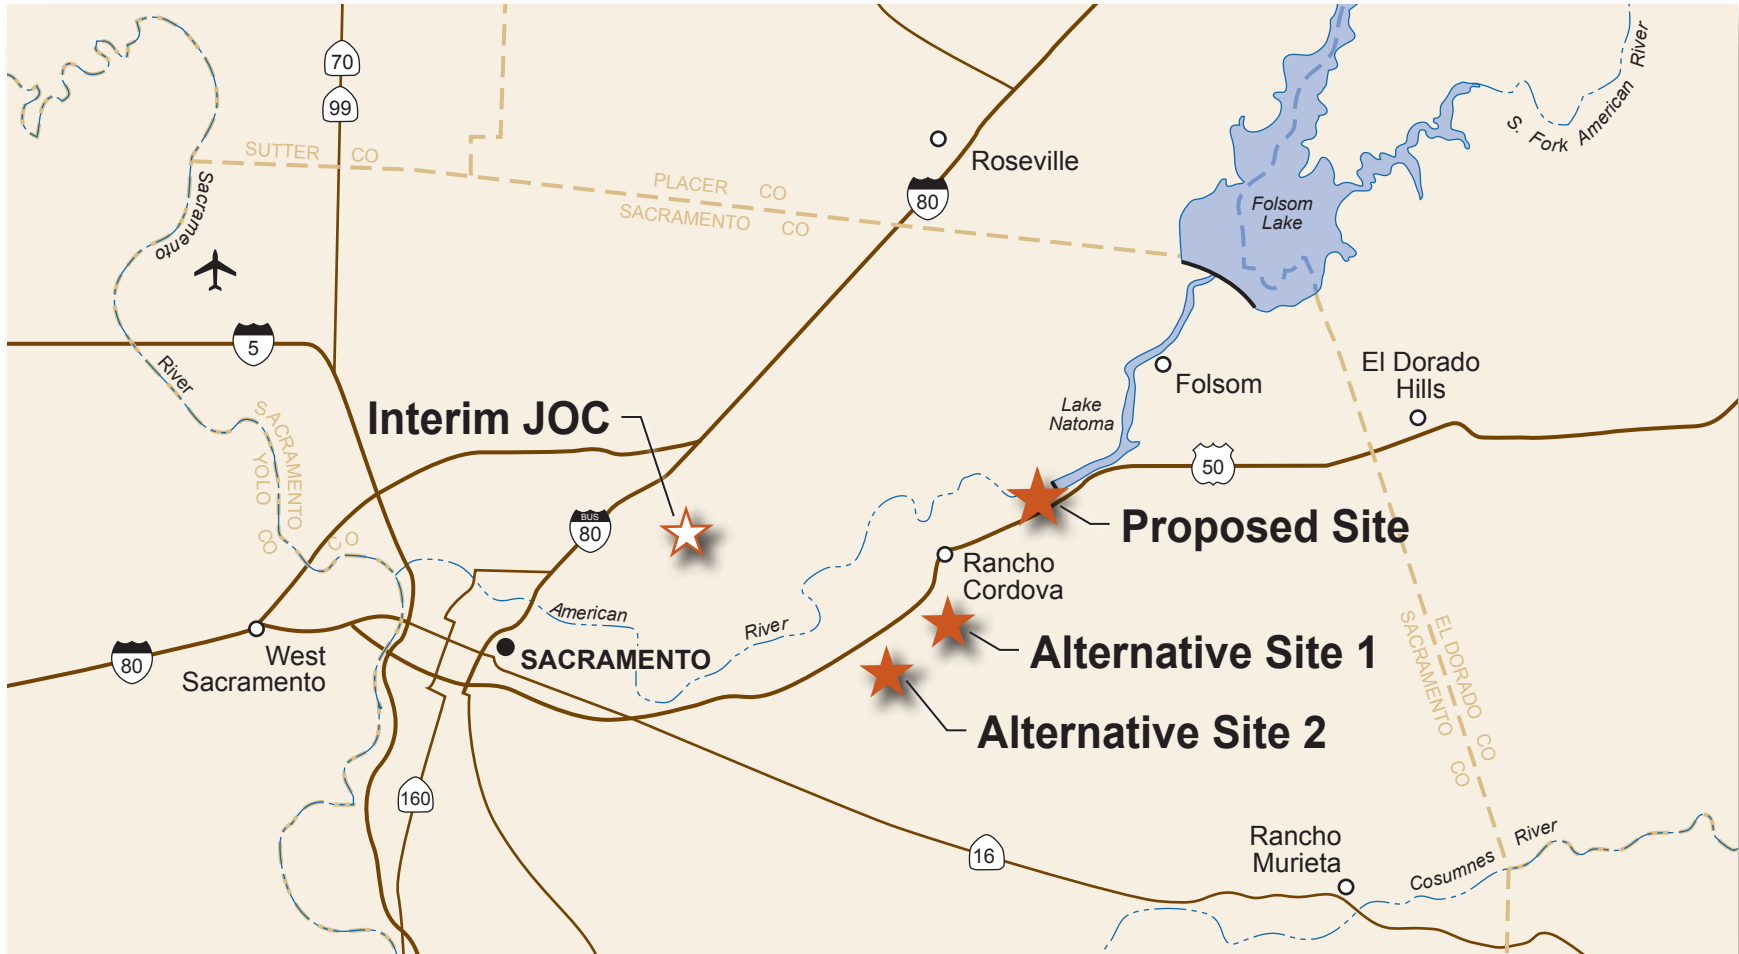 70
99
River
S. Fork American
SUTTER CO
Roseville
Sacramento
PLACER CO
80
SACRAMENTO CO
Folsom
Lake
5
River
El Dorado
Hills
Folsom
Interim JOC
Lake
Natoma
SACRAMENTO
YOLO CO
CO
50
BUS
80
Proposed Site
Rancho
Cordova
American
River
80
West
Sacramento
SACRAMENTO
Alternative Site 1
EL DORADO CO
SACRAMENTO CO
Alternative Site 2
160
16
Rancho
Murieta
Cosumnes River